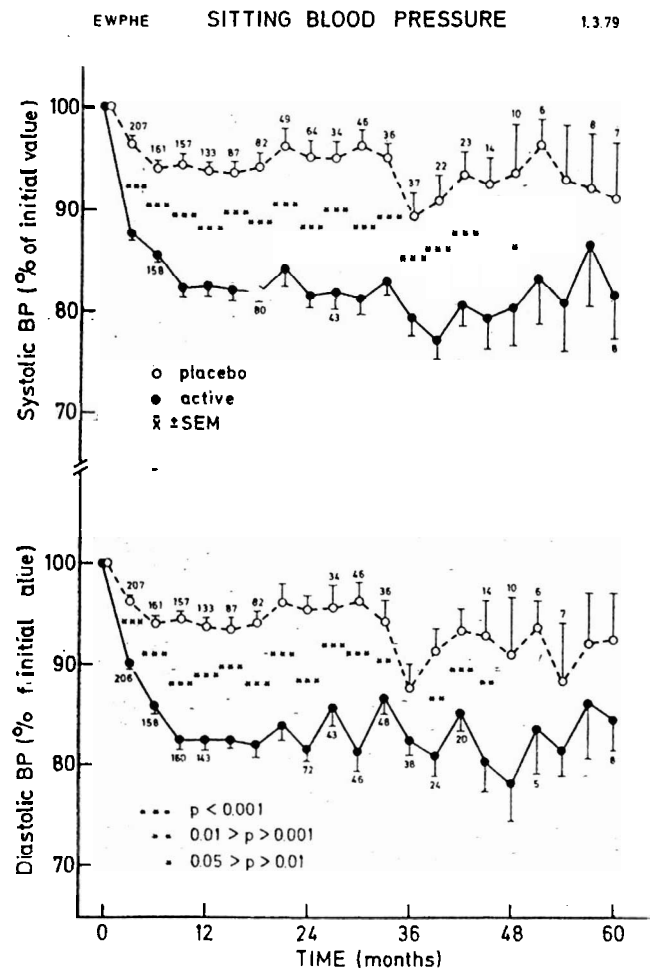 EWPHE SITTING BLOOD PRESSURE 1.3.79
Systolic BP (% of initial value)
100
90
80
70
207 161 157 133 87 82 49 64 34 46 36 37 22 23 14 10 6 8 7
158 80 43 8
placebo
active
x̄ ±SEM
Diastolic BP (% f.initial alue)
100
90
80
70
207 161 157 133 87 82 34 46 36 14 10 6 7
206 158 160 143 72 43 46 48 38 24 20 5 8
p < 0.001
0.01 > p > 0.001
0.05 > p > 0.01
0 12 24 36 48 60
TIME (months)